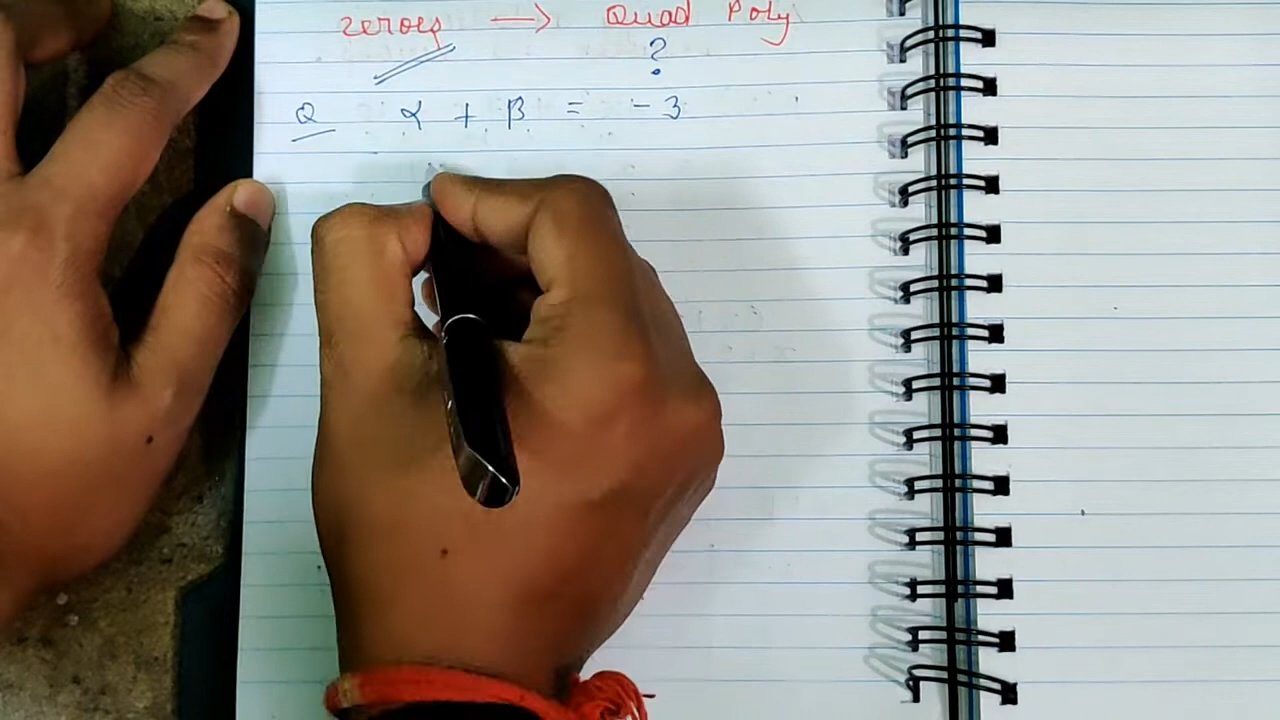 zeroes → Quad Poly
?
Q α + β = -3